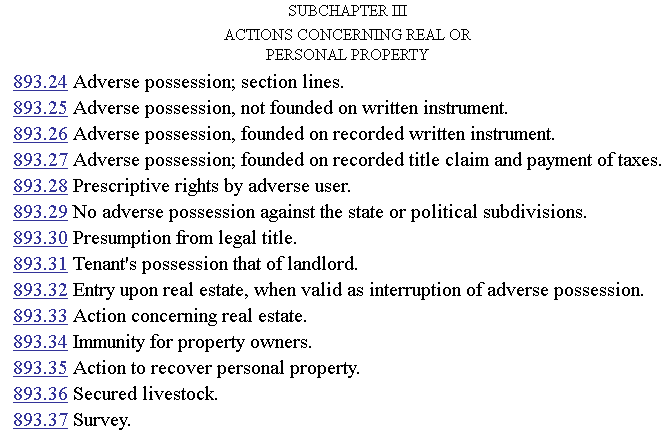 SUBCHAPTER III
ACTIONS CONCERNING REAL OR
PERSONAL PROPERTY
893.24 Adverse possession; section lines.
893.25 Adverse possession, not founded on written instrument.
893.26 Adverse possession, founded on recorded written instrument.
893.27 Adverse possession; founded on recorded title claim and payment of taxes.
893.28 Prescriptive rights by adverse user.
893.29 No adverse possession against the state or political subdivisions.
893.30 Presumption from legal title.
893.31 Tenant's possession that of landlord.
893.32 Entry upon real estate, when valid as interruption of adverse possession.
893.33 Action concerning real estate.
893.34 Immunity for property owners.
893.35 Action to recover personal property.
893.36 Secured livestock.
893.37 Survey.